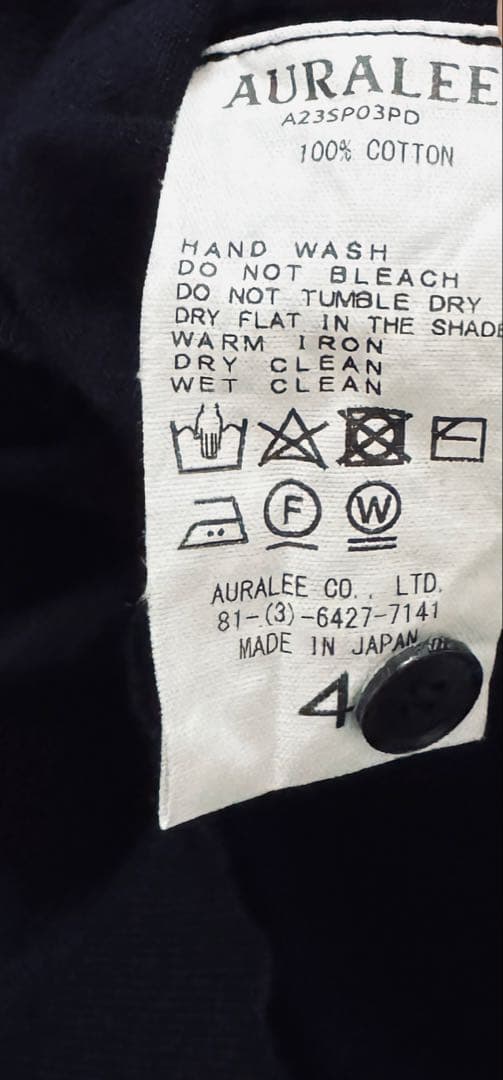 AURALEE
A23SP03PD
100% COTTON
HAND WASH
DO NOT BLEACH
DO NOT TUMBLE DRY
DRY FLAT IN THE SHADE
WARM IRON
DRY CLEAN
WET CLEAN
F W
AURALEE CO., LTD.
81-(3)-6427-7141
MADE IN JAPAN
4